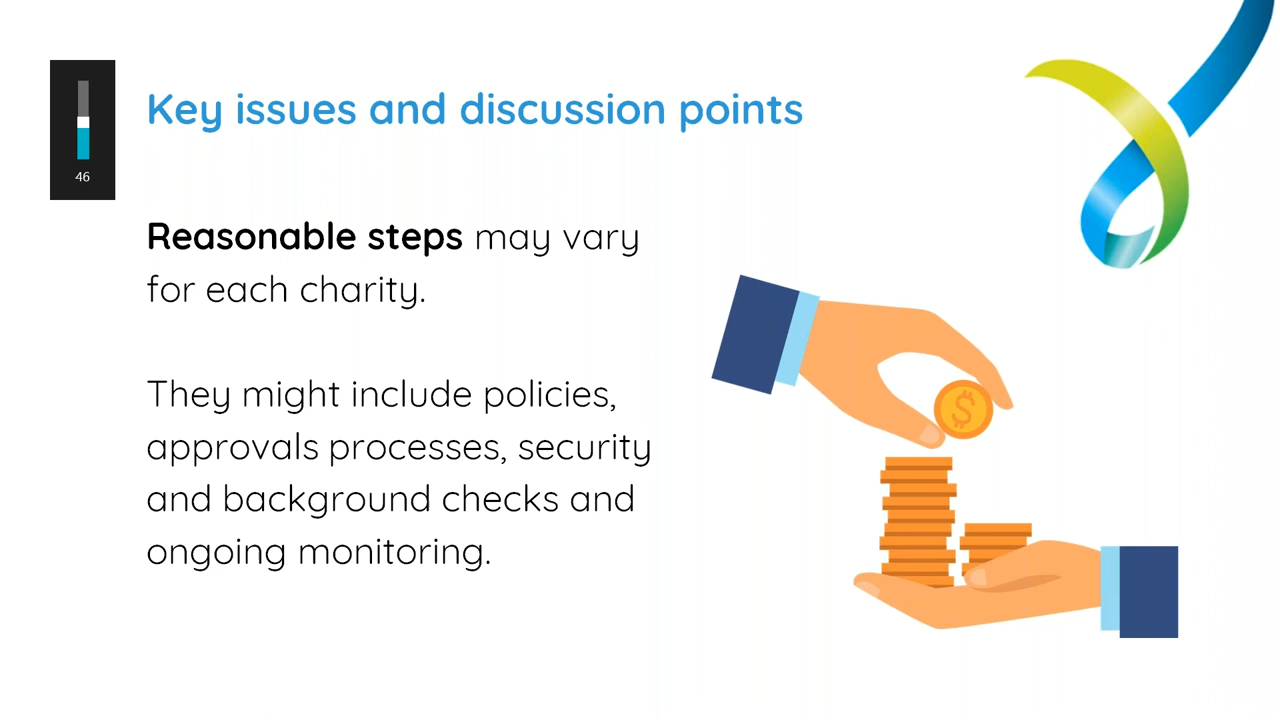 Key issues and discussion points
46
Reasonable steps may vary
for each charity.
They might include policies,
approvals processes, security
and background checks and
ongoing monitoring.
$